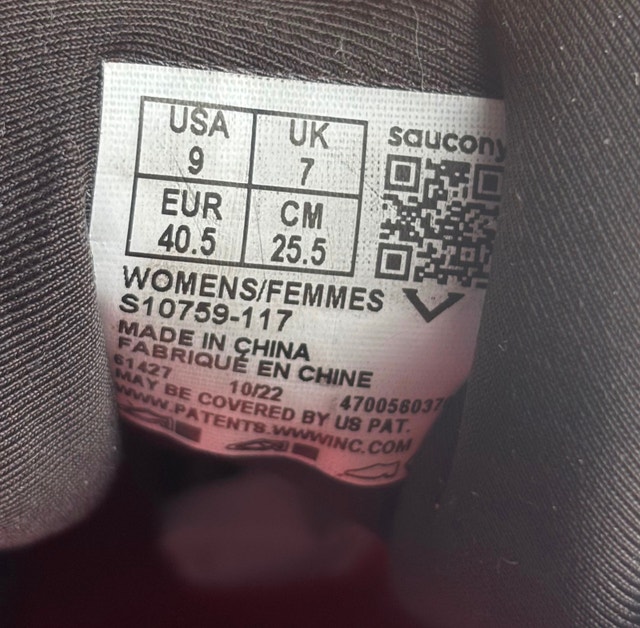 USA
9
UK
7
EUR
40.5
CM
25.5
saucony
WOMENS/FEMMES
S10759-117
MADE IN CHINA
FABRIQUÉ EN CHINE
61427 10/22 470056037
MAY BE COVERED BY US PAT.
WWW.PATENTS.WWWINC.COM